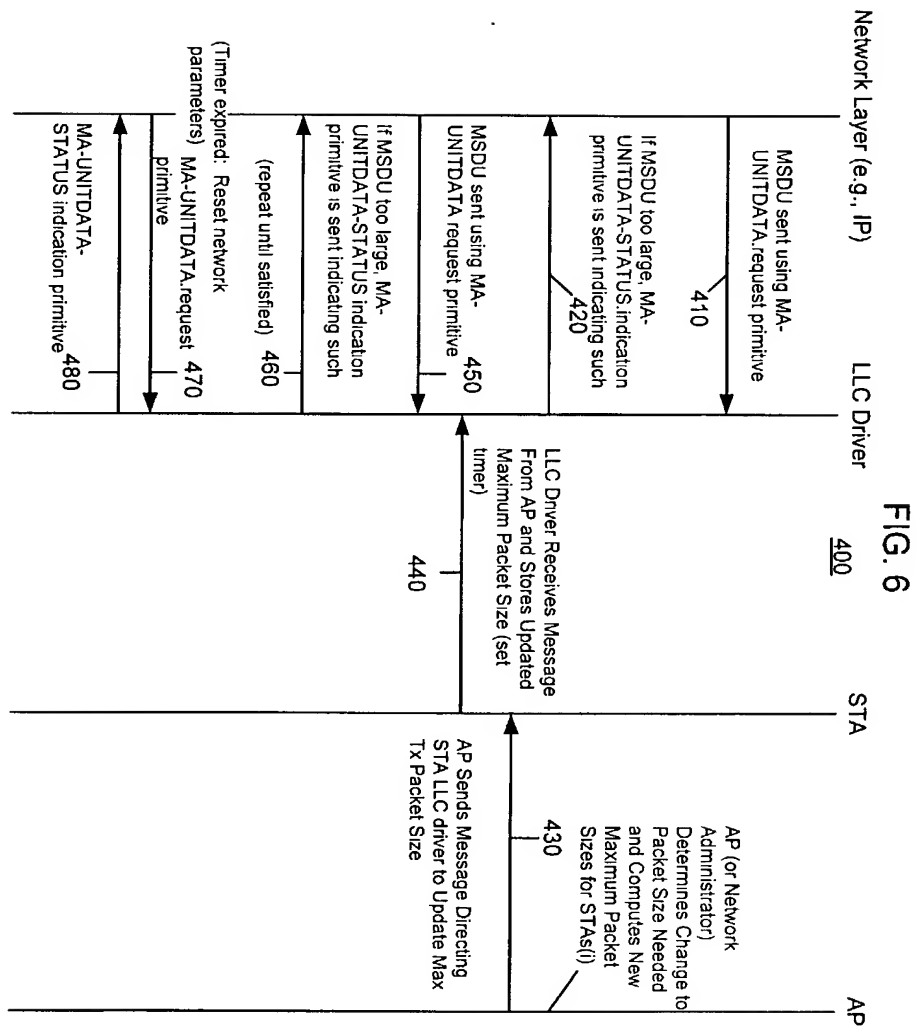 FIG. 6
400
Network Layer (e.g., IP)
LLC Driver
STA
AP
MSDU sent using MA-
UNITDATA.request primitive
410
If MSDU too large, MA-
UNITDATA-STATUS.indication
primitive is sent indicating such
420
AP (or Network
Administrator)
Determines Change to
Packet Size Needed
and Computes New
Maximum Packet
Sizes for STAs(i)
430
AP Sends Message Directing
STA LLC driver to Update Max
Tx Packet Size
LLC Driver Receives Message
From AP and Stores Updated
Maximum Packet Size (set
timer)
440
MSDU sent using MA-
UNITDATA request primitive
450
If MSDU too large, MA-
UNITDATA-STATUS indication
primitive is sent indicating such
(repeat until satisfied)
460
(Timer expired: Reset network
parameters)
MA-UNITDATA.request
primitive
470
MA-UNITDATA-
STATUS indication primitive
480